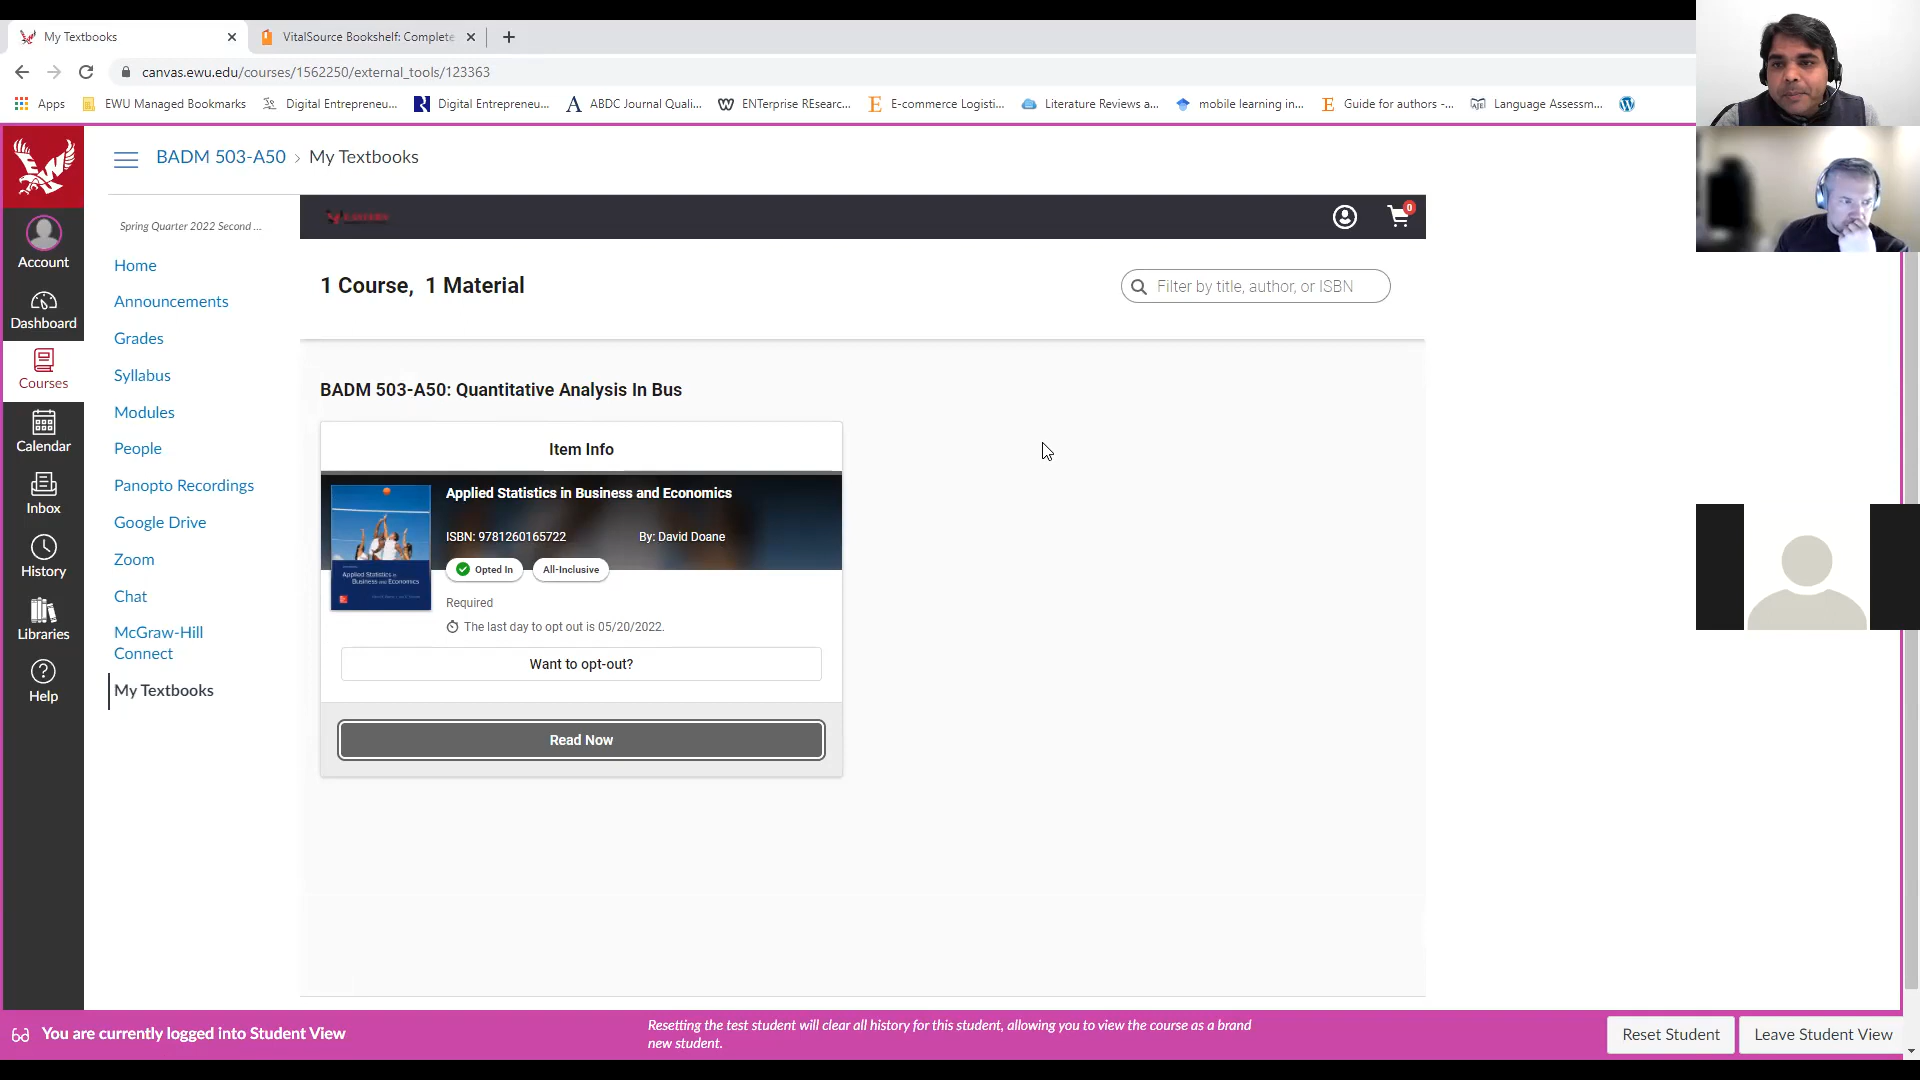 My Textbooks
VitalSource Bookshelf: Complete
canvas.ewu.edu/courses/1562250/external_tools/123363
Apps
EWU Managed Bookmarks
Digital Entrepreneu...
Digital Entrepreneu...
ABDC Journal Quali...
ENTerprise REsearc...
E-commerce Logisti...
Literature Reviews a...
mobile learning in...
Guide for authors -...
Language Assessm...
BADM 503-A50 › My Textbooks
Account
Dashboard
Courses
Calendar
Inbox
History
Libraries
Help
Spring Quarter 2022 Second ...
Home
Announcements
Grades
Syllabus
Modules
People
Panopto Recordings
Google Drive
Zoom
Chat
McGraw-Hill
Connect
My Textbooks
0
1 Course, 1 Material
Filter by title, author, or ISBN
BADM 503-A50: Quantitative Analysis In Bus
Item Info
Applied Statistics in Business and Economics
ISBN: 9781260165722
By: David Doane
Applied Statistics in
Business and Economics
Opted In
All-Inclusive
Required
The last day to opt out is 05/20/2022.
Want to opt-out?
Read Now
You are currently logged into Student View
Resetting the test student will clear all history for this student, allowing you to view the course as a brand
new student.
Reset Student
Leave Student View